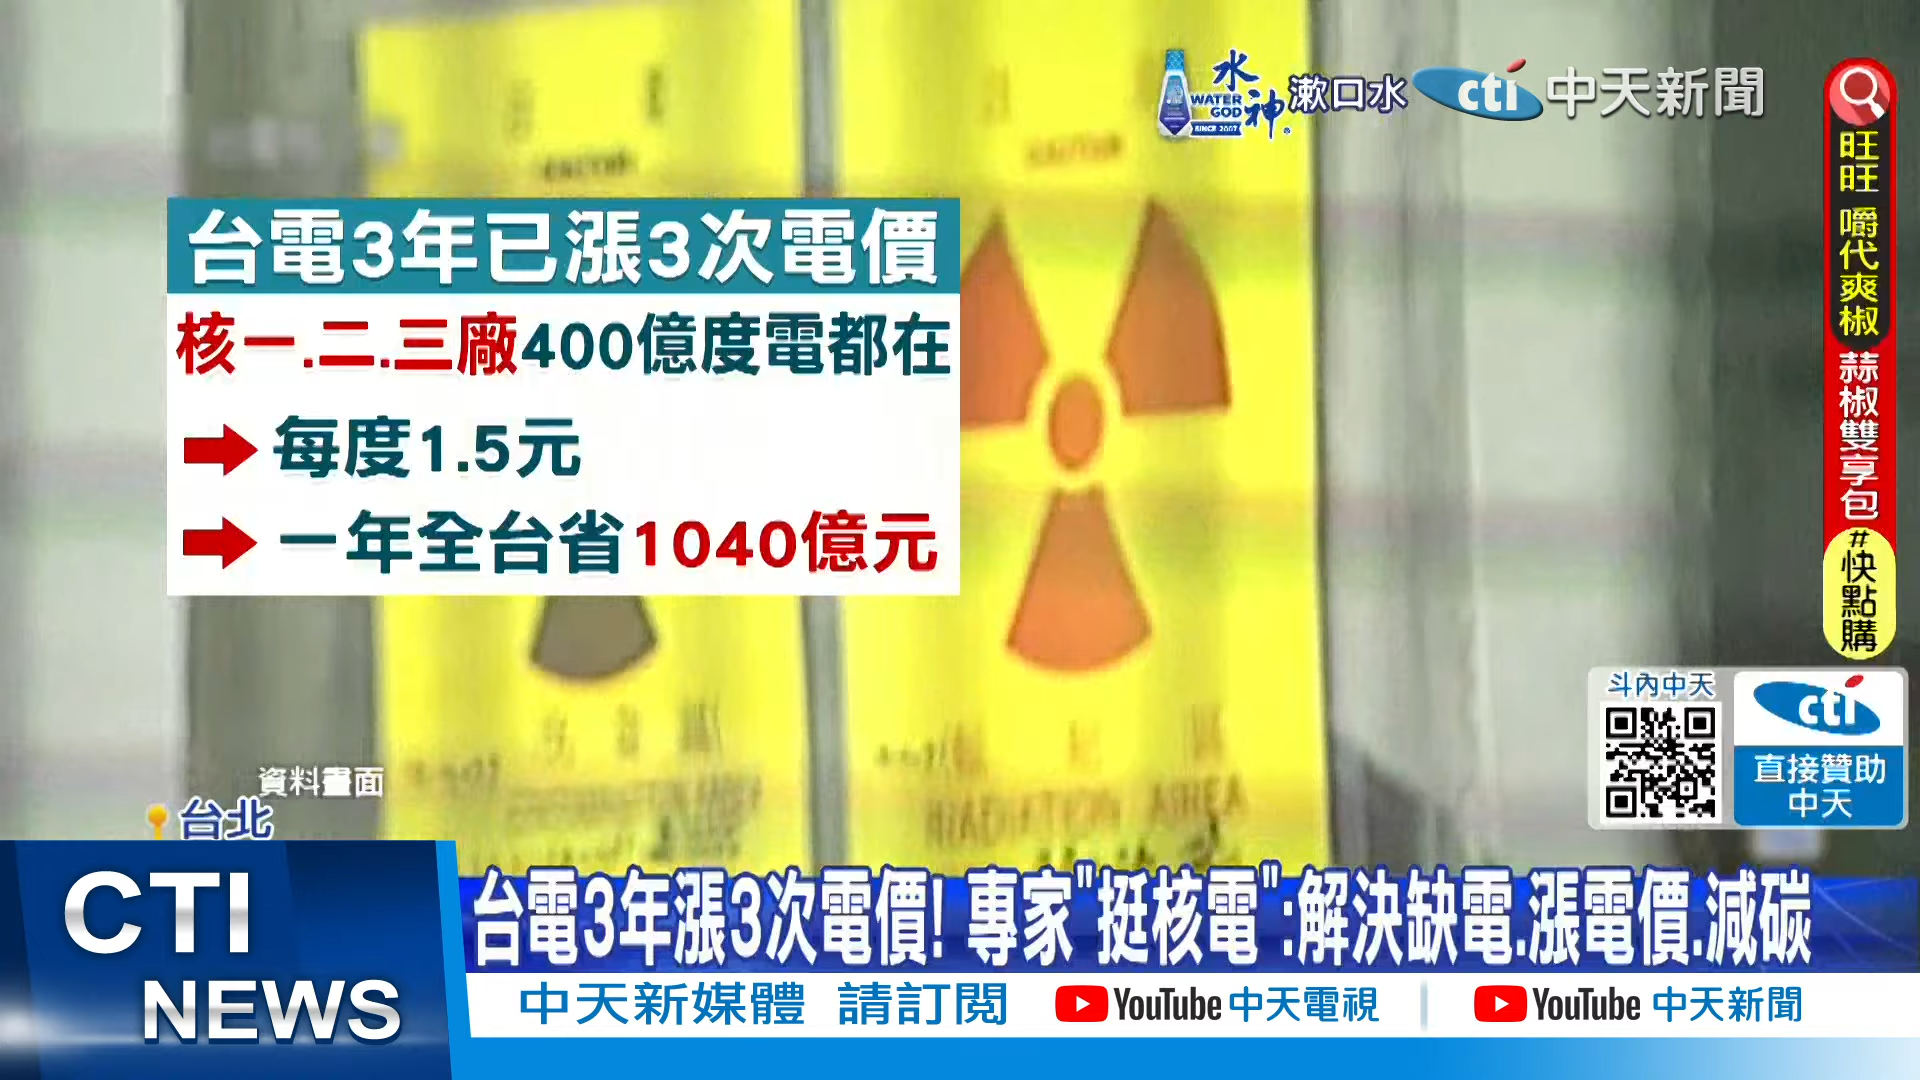 水神
WATER
GOD
SINCE 2007
漱口水
cti 中天新聞
旺旺 嚼代爽椒 蒜椒雙享包 #快點購
台電3年已漲3次電價
核一.二.三廠400億度電都在
每度1.5元
一年全台省1040億元
RADIATION AREA
斗內中天
cti
直接贊助
中天
資料畫面
台北
CTI
NEWS
台電3年漲3次電價! 專家"挺核電":解決缺電.漲電價.減碳
中天新媒體 請訂閱 YouTube 中天電視 | YouTube 中天新聞